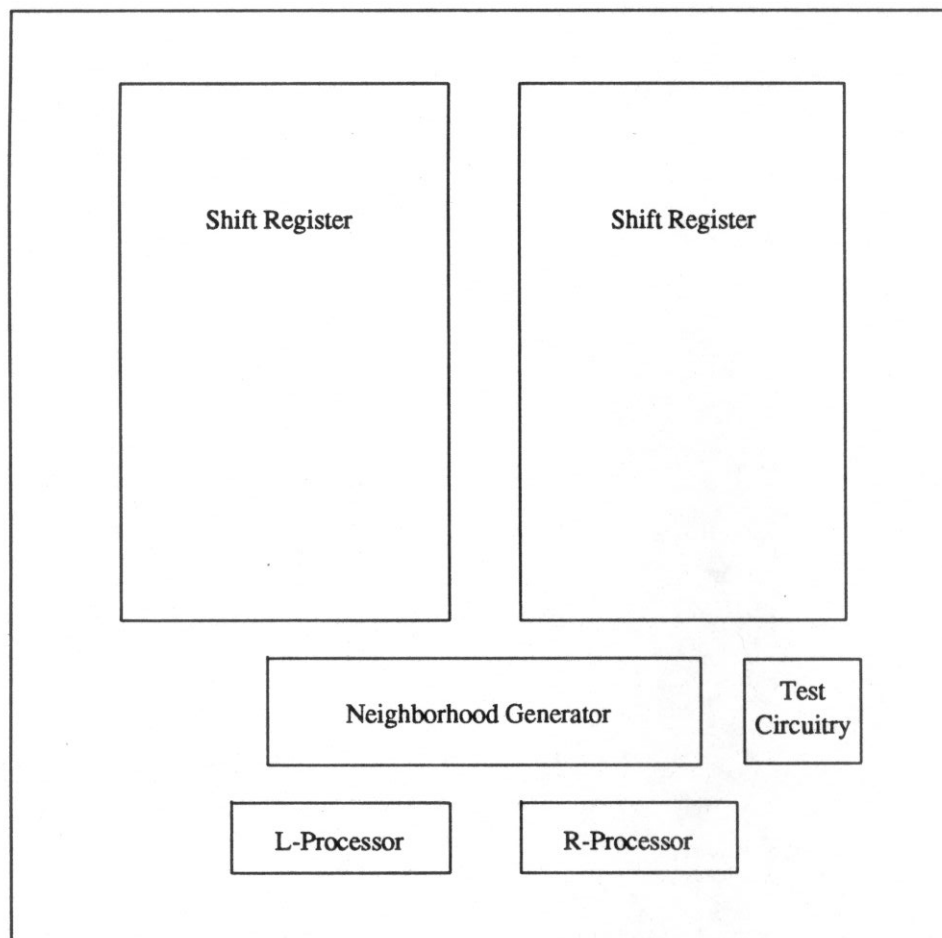 Shift Register
Shift Register
Neighborhood Generator
Test
Circuitry
L-Processor
R-Processor